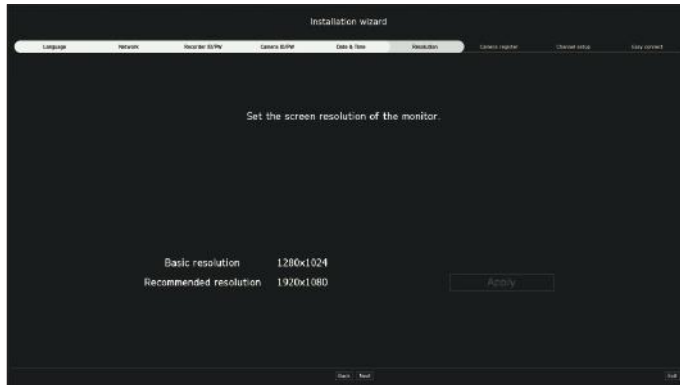 Installation wizard
Language Network Recorder ID/PW Camera ID/PW Date & Time Resolution Camera register Channel setup Easy connect
Set the screen resolution of the monitor.
Basic resolution 1280x1024
Recommended resolution 1920x1080 Apply
Back Next Exit